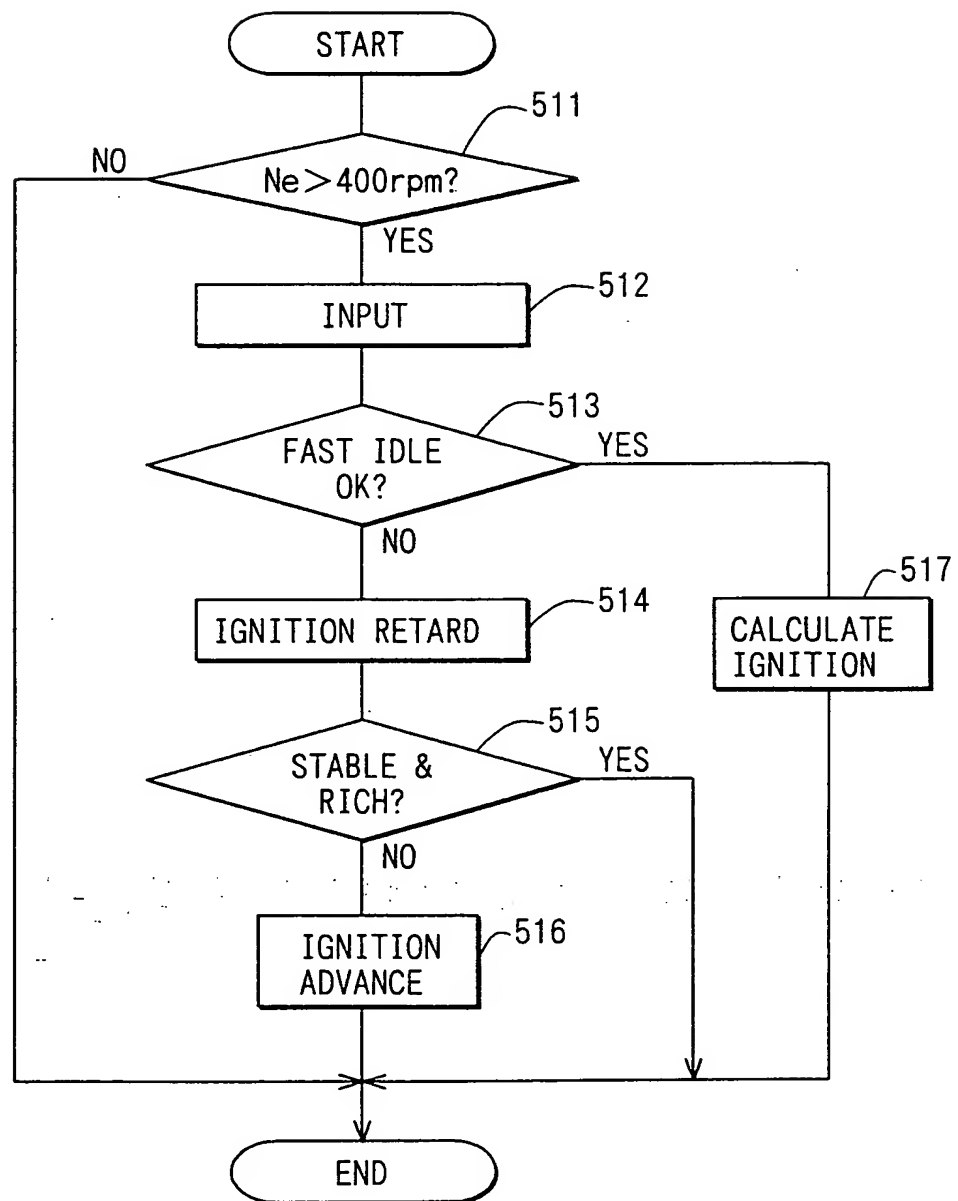 START
511
NO
Ne＞400rpm?
YES
512
INPUT
513
FAST IDLE
OK?
YES
NO
514
IGNITION RETARD
517
CALCULATE
IGNITION
515
STABLE &
RICH?
YES
NO
516
IGNITION
ADVANCE
END